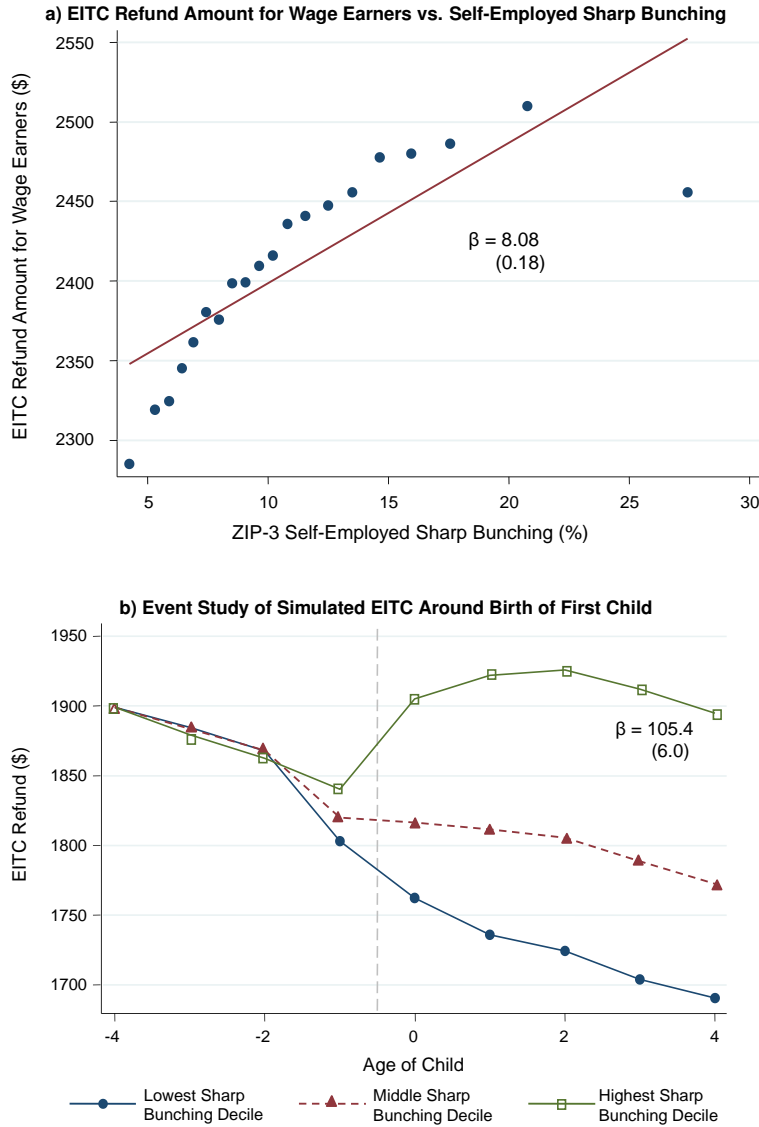 a) EITC Refund Amount for Wage Earners vs. Self-Employed Sharp Bunching
EITC Refund Amount for Wage Earners ($)
2550
2500
2450
2400
2350
2300
β = 8.08
(0.18)
5 10 15 20 25 30
ZIP-3 Self-Employed Sharp Bunching (%)
b) Event Study of Simulated EITC Around Birth of First Child
EITC Refund ($)
1950
1900
1850
1800
1750
1700
β = 105.4
(6.0)
-4 -2 0 2 4
Age of Child
Lowest Sharp
Bunching Decile
Middle Sharp
Bunching Decile
Highest Sharp
Bunching Decile